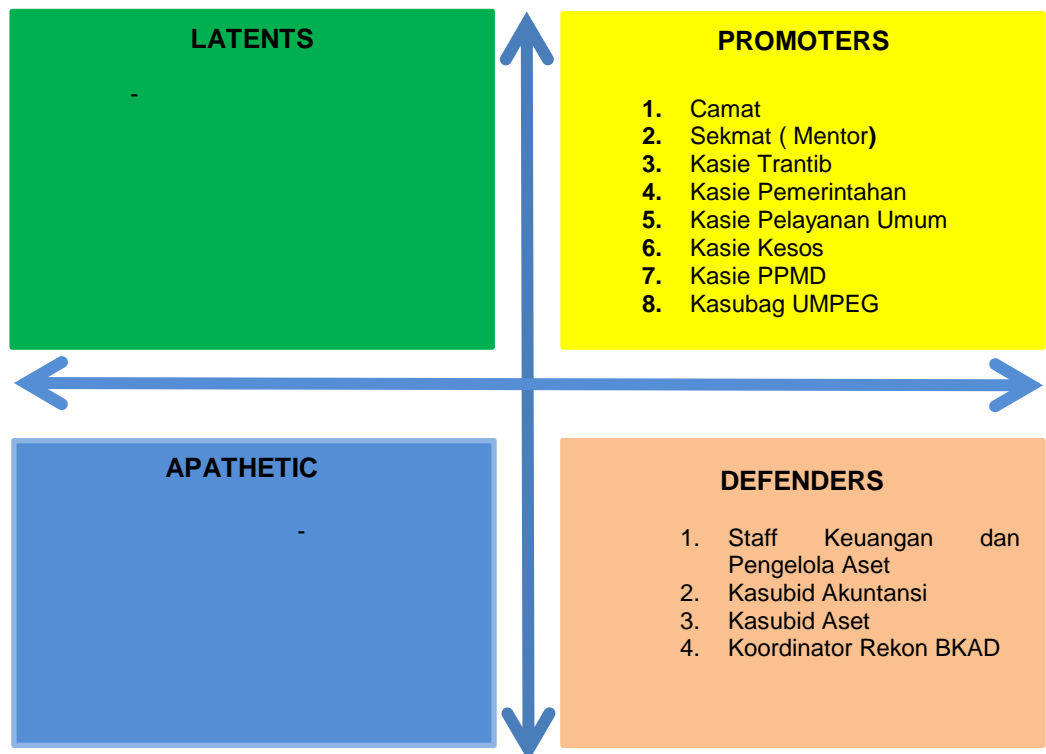 LATENTS
-
PROMOTERS
1. Camat
2. Sekmat ( Mentor)
3. Kasie Trantib
4. Kasie Pemerintahan
5. Kasie Pelayanan Umum
6. Kasie Kesos
7. Kasie PPMD
8. Kasubag UMPEG
APATHETIC
-
DEFENDERS
1. Staff Keuangan dan
Pengelola Aset
2. Kasubid Akuntansi
3. Kasubid Aset
4. Koordinator Rekon BKAD